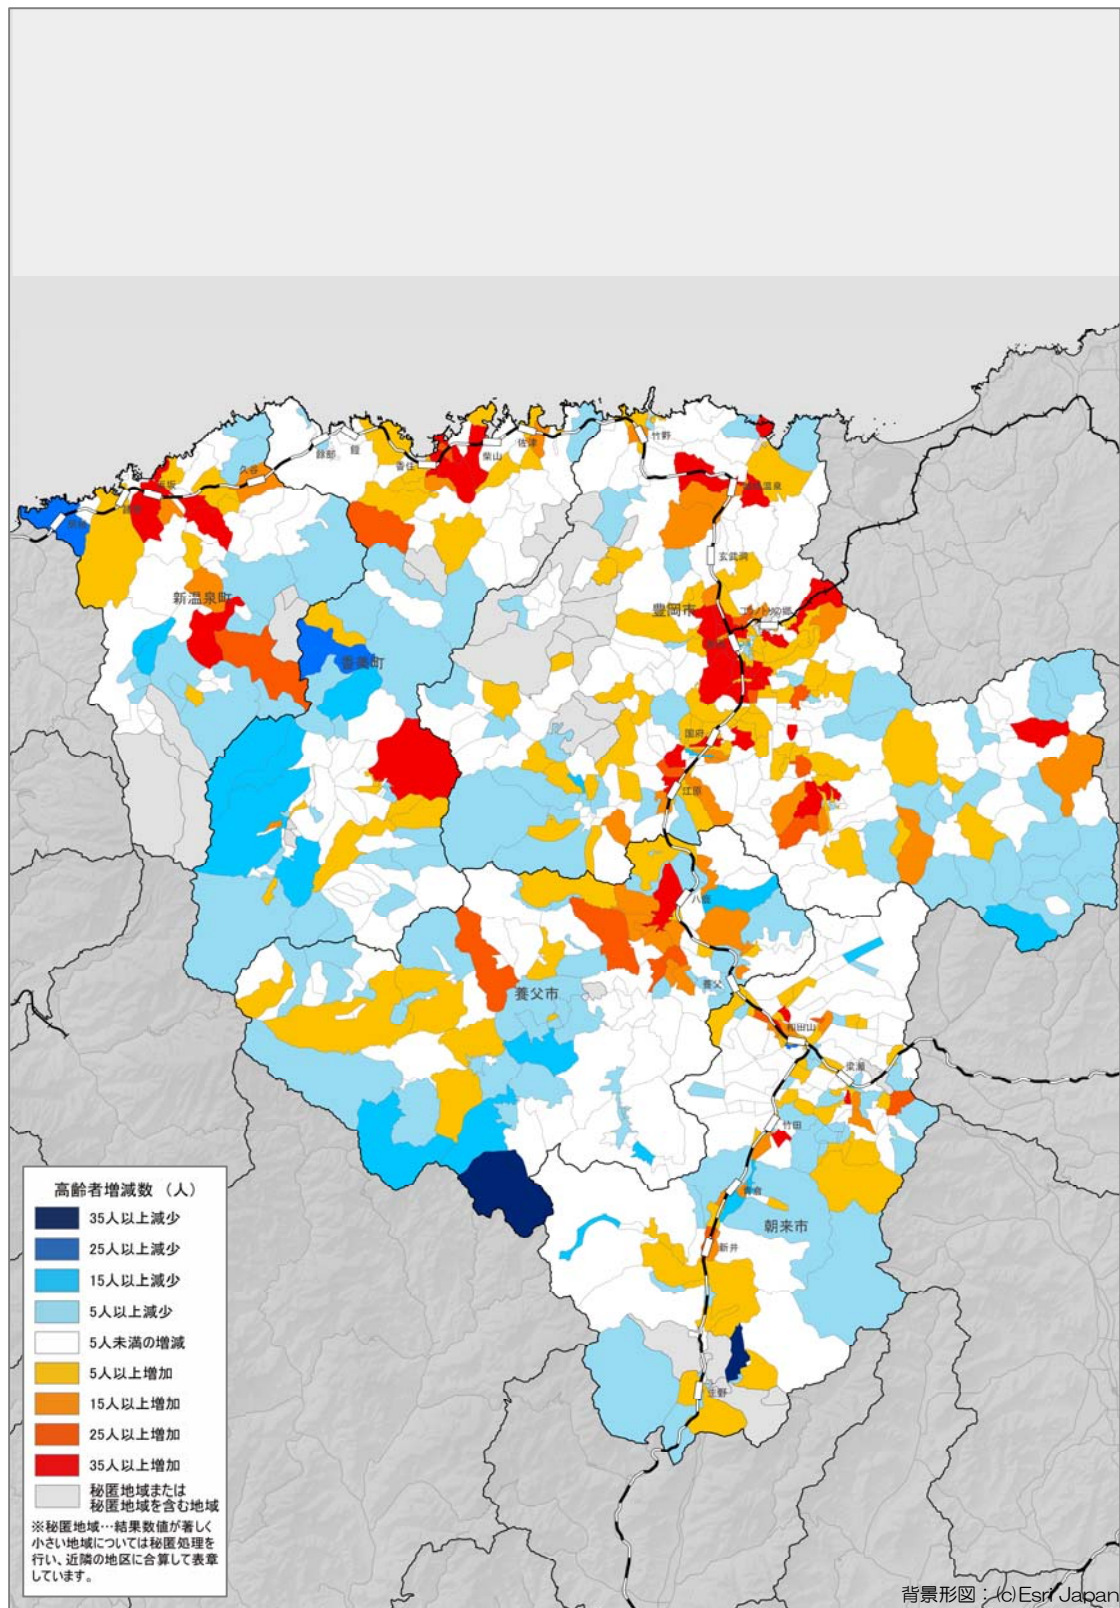 竹野
佐津
柴山
香住
鎧
餘部
久谷
玄武洞
新温泉町
豊岡市
香美町
国府
江原
八鹿
養父
養父市
和田山
梁瀬
竹田
青倉
朝来市
新井
生野
高齢者増減数 (人)
35人以上減少
25人以上減少
15人以上減少
5人以上減少
5人未満の増減
5人以上増加
15人以上増加
25人以上増加
35人以上増加
秘匿地域または
秘匿地域を含む地域
※秘匿地域…結果数値が著しく
小さい地域については秘匿処理を
行い、近隣の地区に合算して表章
しています。
背景形図：(c)Esri Japan